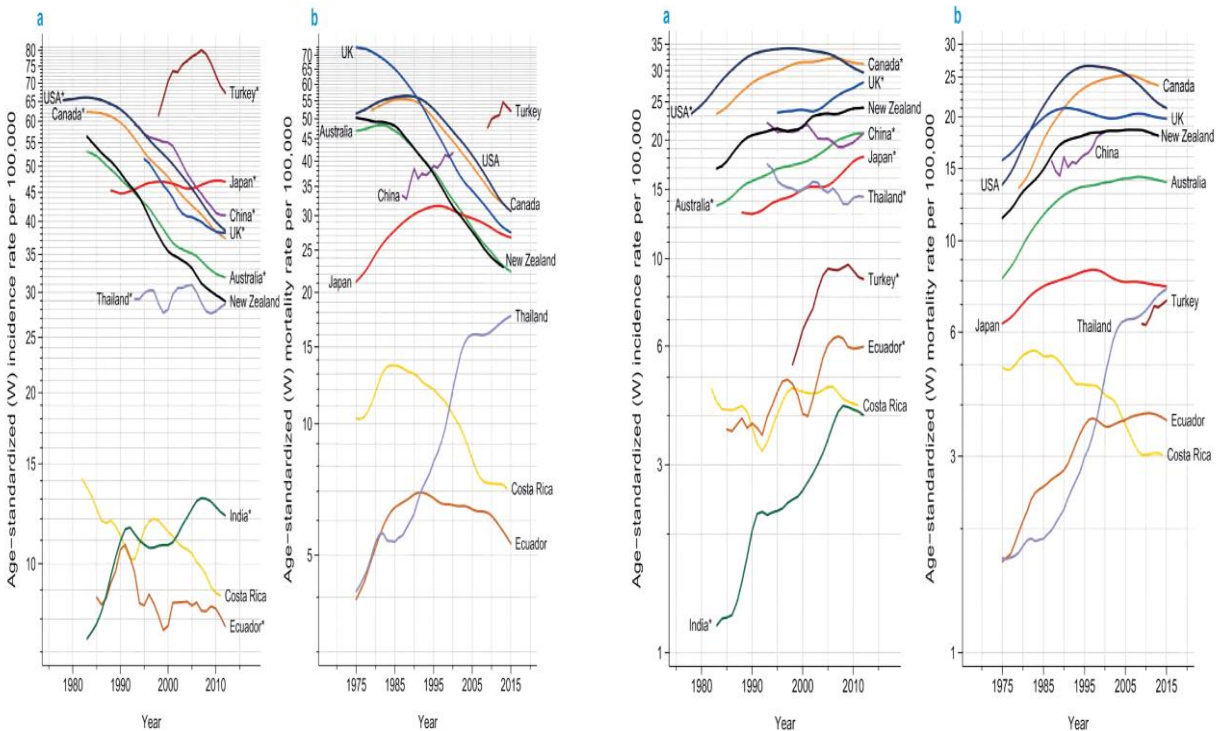 a
Age-standardized (W) incidence rate per 100,000
80
75
70
65
60
55
50
45
40
35
30
25
20
15
10
USA*
Canada*
Turkey*
Japan*
China*
UK*
Australia*
Thailand*
New Zealand
India*
Costa Rica
Ecuador*
1980
1990
2000
2010
Year
b
Age-standardized (W) mortality rate per 100,000
70
65
60
55
50
45
40
35
30
25
20
15
10
5
UK
Turkey
Australia
USA
China
Canada
Japan
New Zealand
Thailand
Costa Rica
Ecuador
1975
1985
1995
2005
2015
Year
a
Age-standardized (W) incidence rate per 100,000
35
30
25
20
15
10
6
3
1
USA*
Canada*
UK*
New Zealand
China*
Japan*
Thailand*
Australia*
Turkey*
Ecuador*
Costa Rica
India*
1980
1990
2000
2010
Year
b
Age-standardized (W) mortality rate per 100,000
30
25
20
15
10
6
3
1
Canada
UK
New Zealand
China
USA
Australia
Japan
Thailand
Turkey
Ecuador
Costa Rica
1975
1985
1995
2005
2015
Year